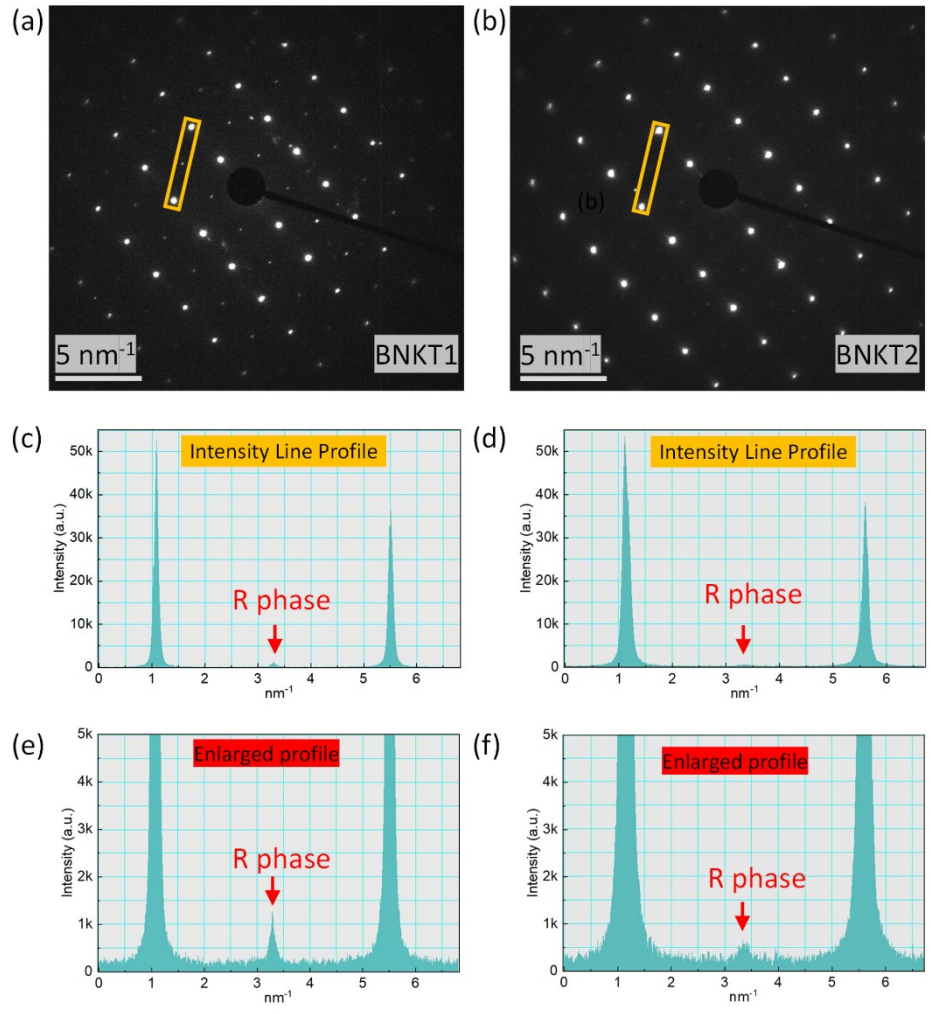 (a)
(b)
(b)
5 nm-1
BNKT1
5 nm-1
BNKT2
(c)
Intensity Line Profile
50k
40k
30k
20k
10k
0
Intensity (a.u.)
R phase
0 1 2 3 4 5 6
nm-1
(d)
Intensity Line Profile
50k
40k
30k
20k
10k
0
Intensity (a.u.)
R phase
0 1 2 3 4 5 6
nm-1
(e)
Enlarged profile
5k
4k
3k
2k
1k
0
Intensity (a.u.)
R phase
0 1 2 3 4 5 6
nm-1
(f)
Enlarged profile
5k
4k
3k
2k
1k
0
Intensity (a.u.)
R phase
0 1 2 3 4 5 6
nm-1